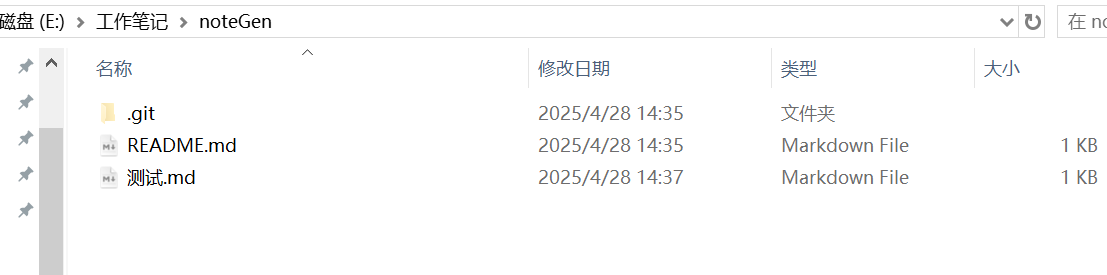 磁盘 (E:) > 工作笔记 > noteGen 在 no
名称 修改日期 类型 大小
.git 2025/4/28 14:35 文件夹
README.md 2025/4/28 14:35 Markdown File 1 KB
测试.md 2025/4/28 14:37 Markdown File 1 KB